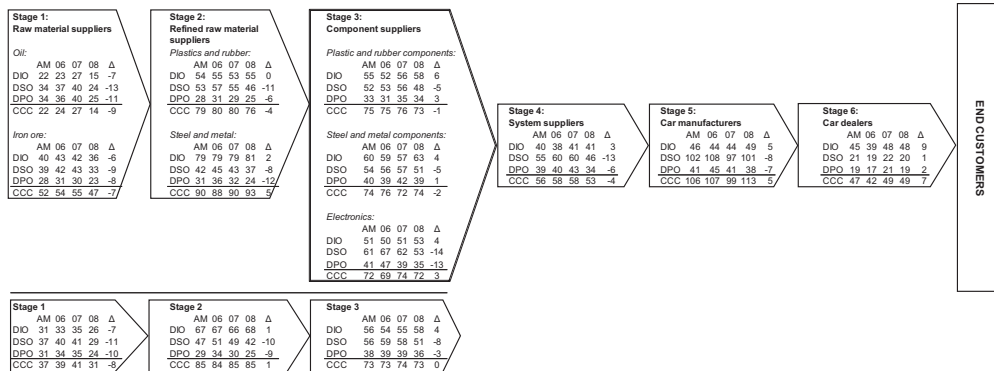 Stage 1:
Raw material suppliers
Oil:
AM 06 07 08 Δ
DIO 22 23 27 15 -7
DSO 34 37 40 24 -13
DPO 34 36 40 25 -11
CCC 22 24 27 14 -9
Iron ore:
AM 06 07 08 Δ
DIO 40 43 42 36 -6
DSO 39 42 43 33 -9
DPO 28 31 30 23 -8
CCC 52 54 55 47 -7
Stage 2:
Refined raw material
suppliers
Plastics and rubber:
AM 06 07 08 Δ
DIO 54 55 53 55 0
DSO 53 57 55 46 -11
DPO 28 31 29 25 -6
CCC 79 80 80 76 -4
Steel and metal:
AM 06 07 08 Δ
DIO 79 79 79 81 2
DSO 42 45 43 37 -8
DPO 31 36 32 24 -12
CCC 90 88 90 93 5
Stage 3:
Component suppliers
Plastic and rubber components:
AM 06 07 08 Δ
DIO 55 52 56 58 6
DSO 52 53 56 48 -5
DPO 33 31 35 34 3
CCC 75 75 76 73 -1
Steel and metal components:
AM 06 07 08 Δ
DIO 60 59 57 63 4
DSO 54 56 57 51 -5
DPO 40 39 42 39 1
CCC 74 76 72 74 -2
Electronics:
AM 06 07 08 Δ
DIO 51 50 51 53 4
DSO 61 67 62 53 -14
DPO 41 47 39 35 -13
CCC 72 69 74 72 3
Stage 4:
System suppliers
AM 06 07 08 Δ
DIO 40 38 41 41 3
DSO 55 60 60 46 -13
DPO 39 40 43 34 -6
CCC 56 58 58 53 -4
Stage 5:
Car manufacturers
AM 06 07 08 Δ
DIO 46 44 44 49 5
DSO 102 108 97 101 -8
DPO 41 45 41 38 -7
CCC 106 107 99 113 5
Stage 6:
Car dealers
AM 06 07 08 Δ
DIO 45 39 48 48 9
DSO 21 19 22 20 1
DPO 19 17 21 19 2
CCC 47 42 49 49 7
END CUSTOMERS
Stage 1
AM 06 07 08 Δ
DIO 31 33 35 26 -7
DSO 37 40 41 29 -11
DPO 31 34 35 24 -10
CCC 37 39 41 31 -8
Stage 2
AM 06 07 08 Δ
DIO 67 67 66 68 1
DSO 47 51 49 42 -10
DPO 29 34 30 25 -9
CCC 85 84 85 85 1
Stage 3
AM 06 07 08 Δ
DIO 56 54 55 58 4
DSO 56 59 58 51 -8
DPO 38 39 39 36 -3
CCC 73 73 74 73 0